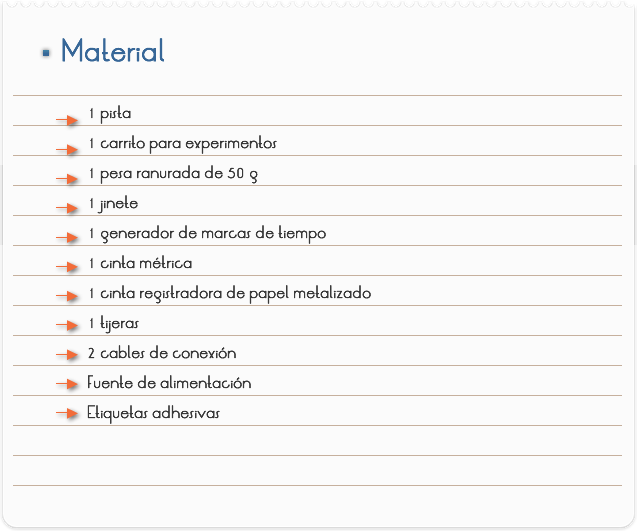 Material
1 pista
1 carrito para experimentos
1 pesa ranurada de 50 g
1 jinete
1 generador de marcas de tiempo
1 cinta métrica
1 cinta registradora de papel metalizado
1 tijeras
2 cables de conexión
Fuente de alimentación
Etiquetas adhesivas